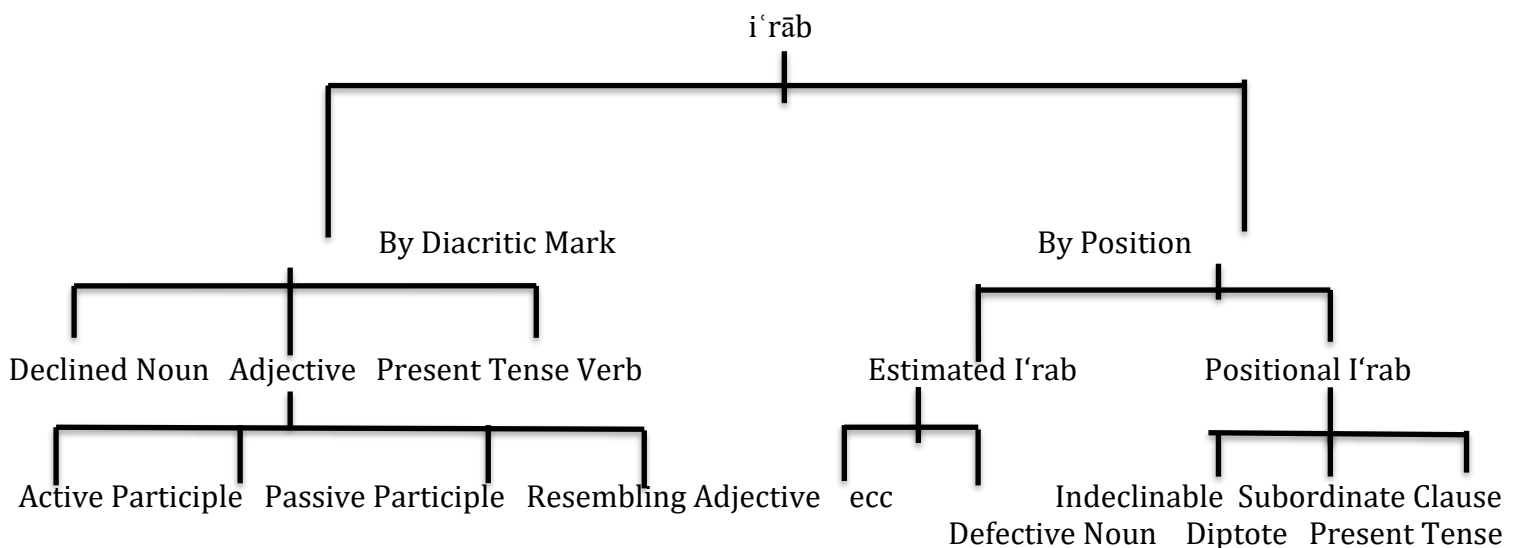 iʿrāb
By Diacritic Mark By Position
Declined Noun Adjective Present Tense Verb Estimated I‘rab Positional I‘rab
Active Participle Passive Participle Resembling Adjective ecc Indeclinable Subordinate Clause
Defective Noun Diptote Present Tense